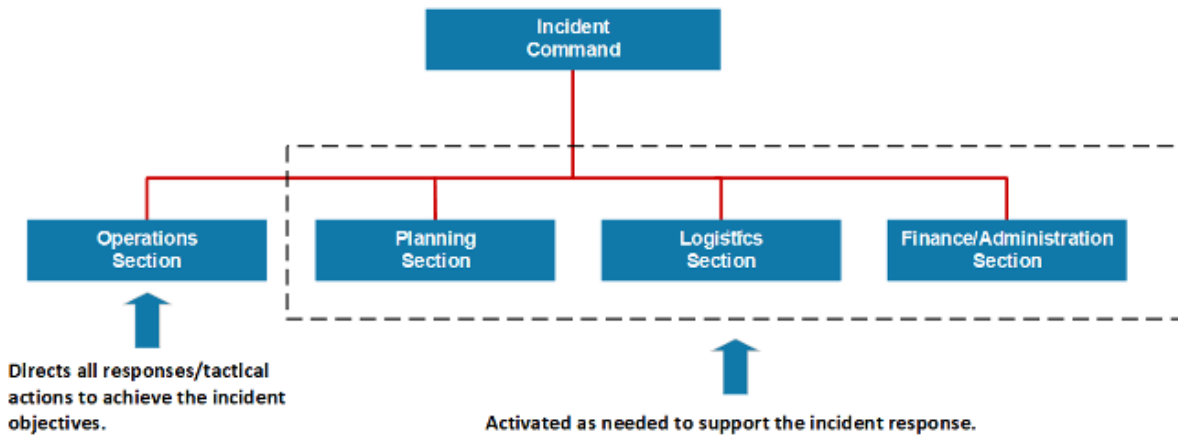 Incident
Command
Operations
Section
Planning
Section
Logistics
Section
Finance/Administration
Section
Directs all responses/tactical
actions to achieve the incident
objectives.
Activated as needed to support the incident response.